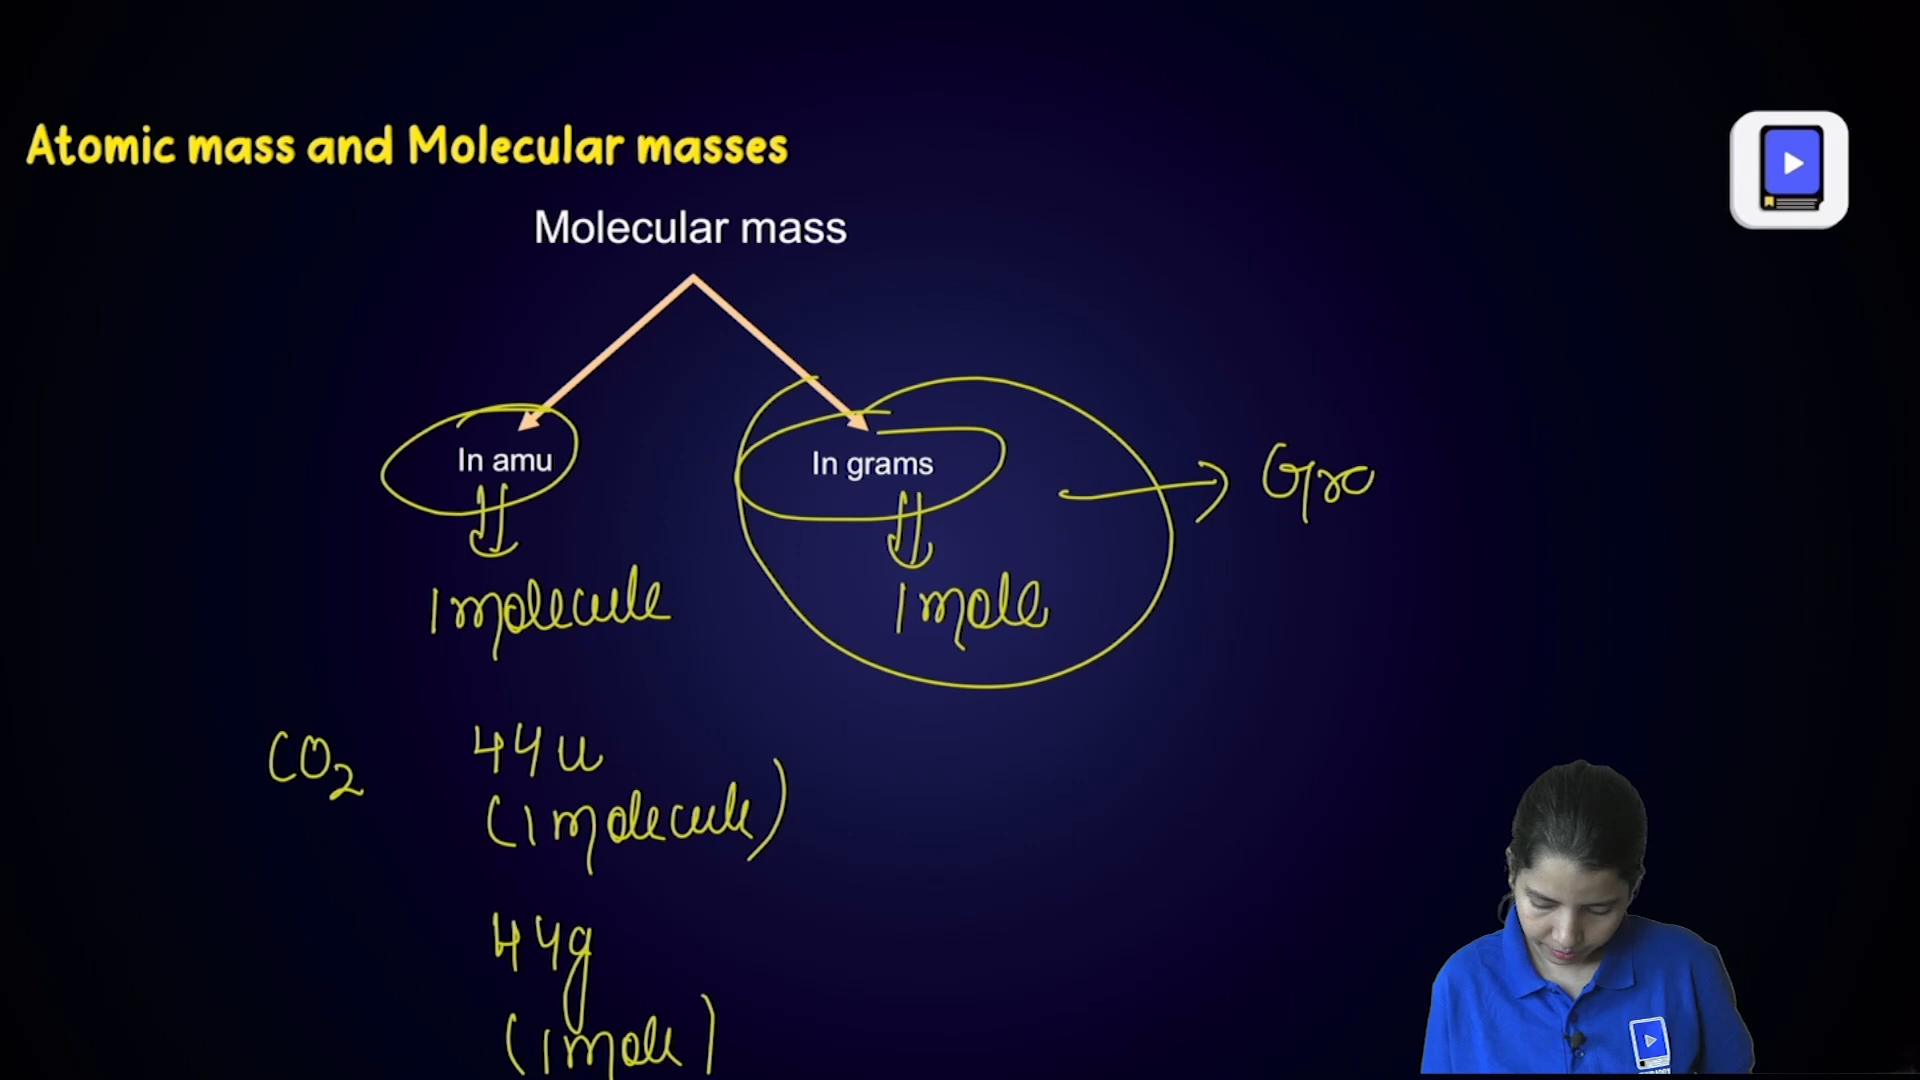 Atomic mass and Molecular masses
Molecular mass
In amu
In grams
Gra
1 molecule
1 mole
CO2
44u
(1 molecule)
44g
(1 mole)